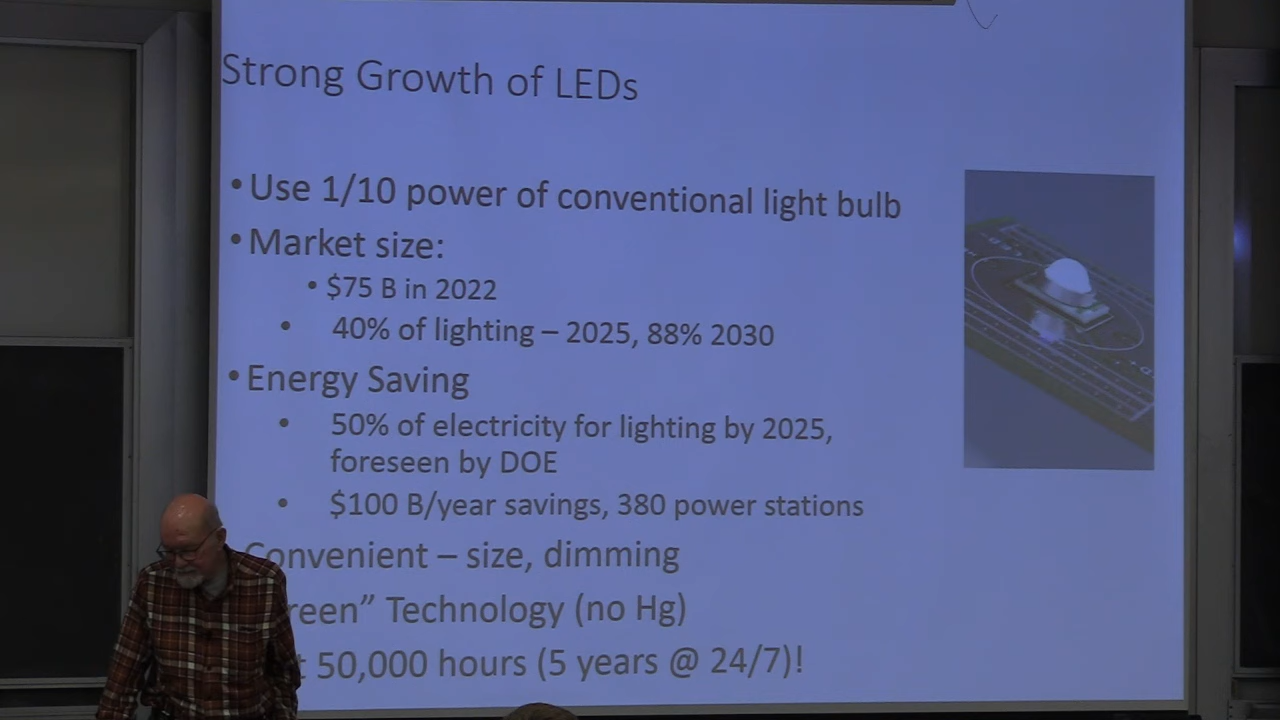 Strong Growth of LEDs
• Use 1/10 power of conventional light bulb
• Market size:
• $75 B in 2022
• 40% of lighting – 2025, 88% 2030
• Energy Saving
• 50% of electricity for lighting by 2025,
foreseen by DOE
• $100 B/year savings, 380 power stations
Convenient – size, dimming
reen” Technology (no Hg)
t 50,000 hours (5 years @ 24/7)!